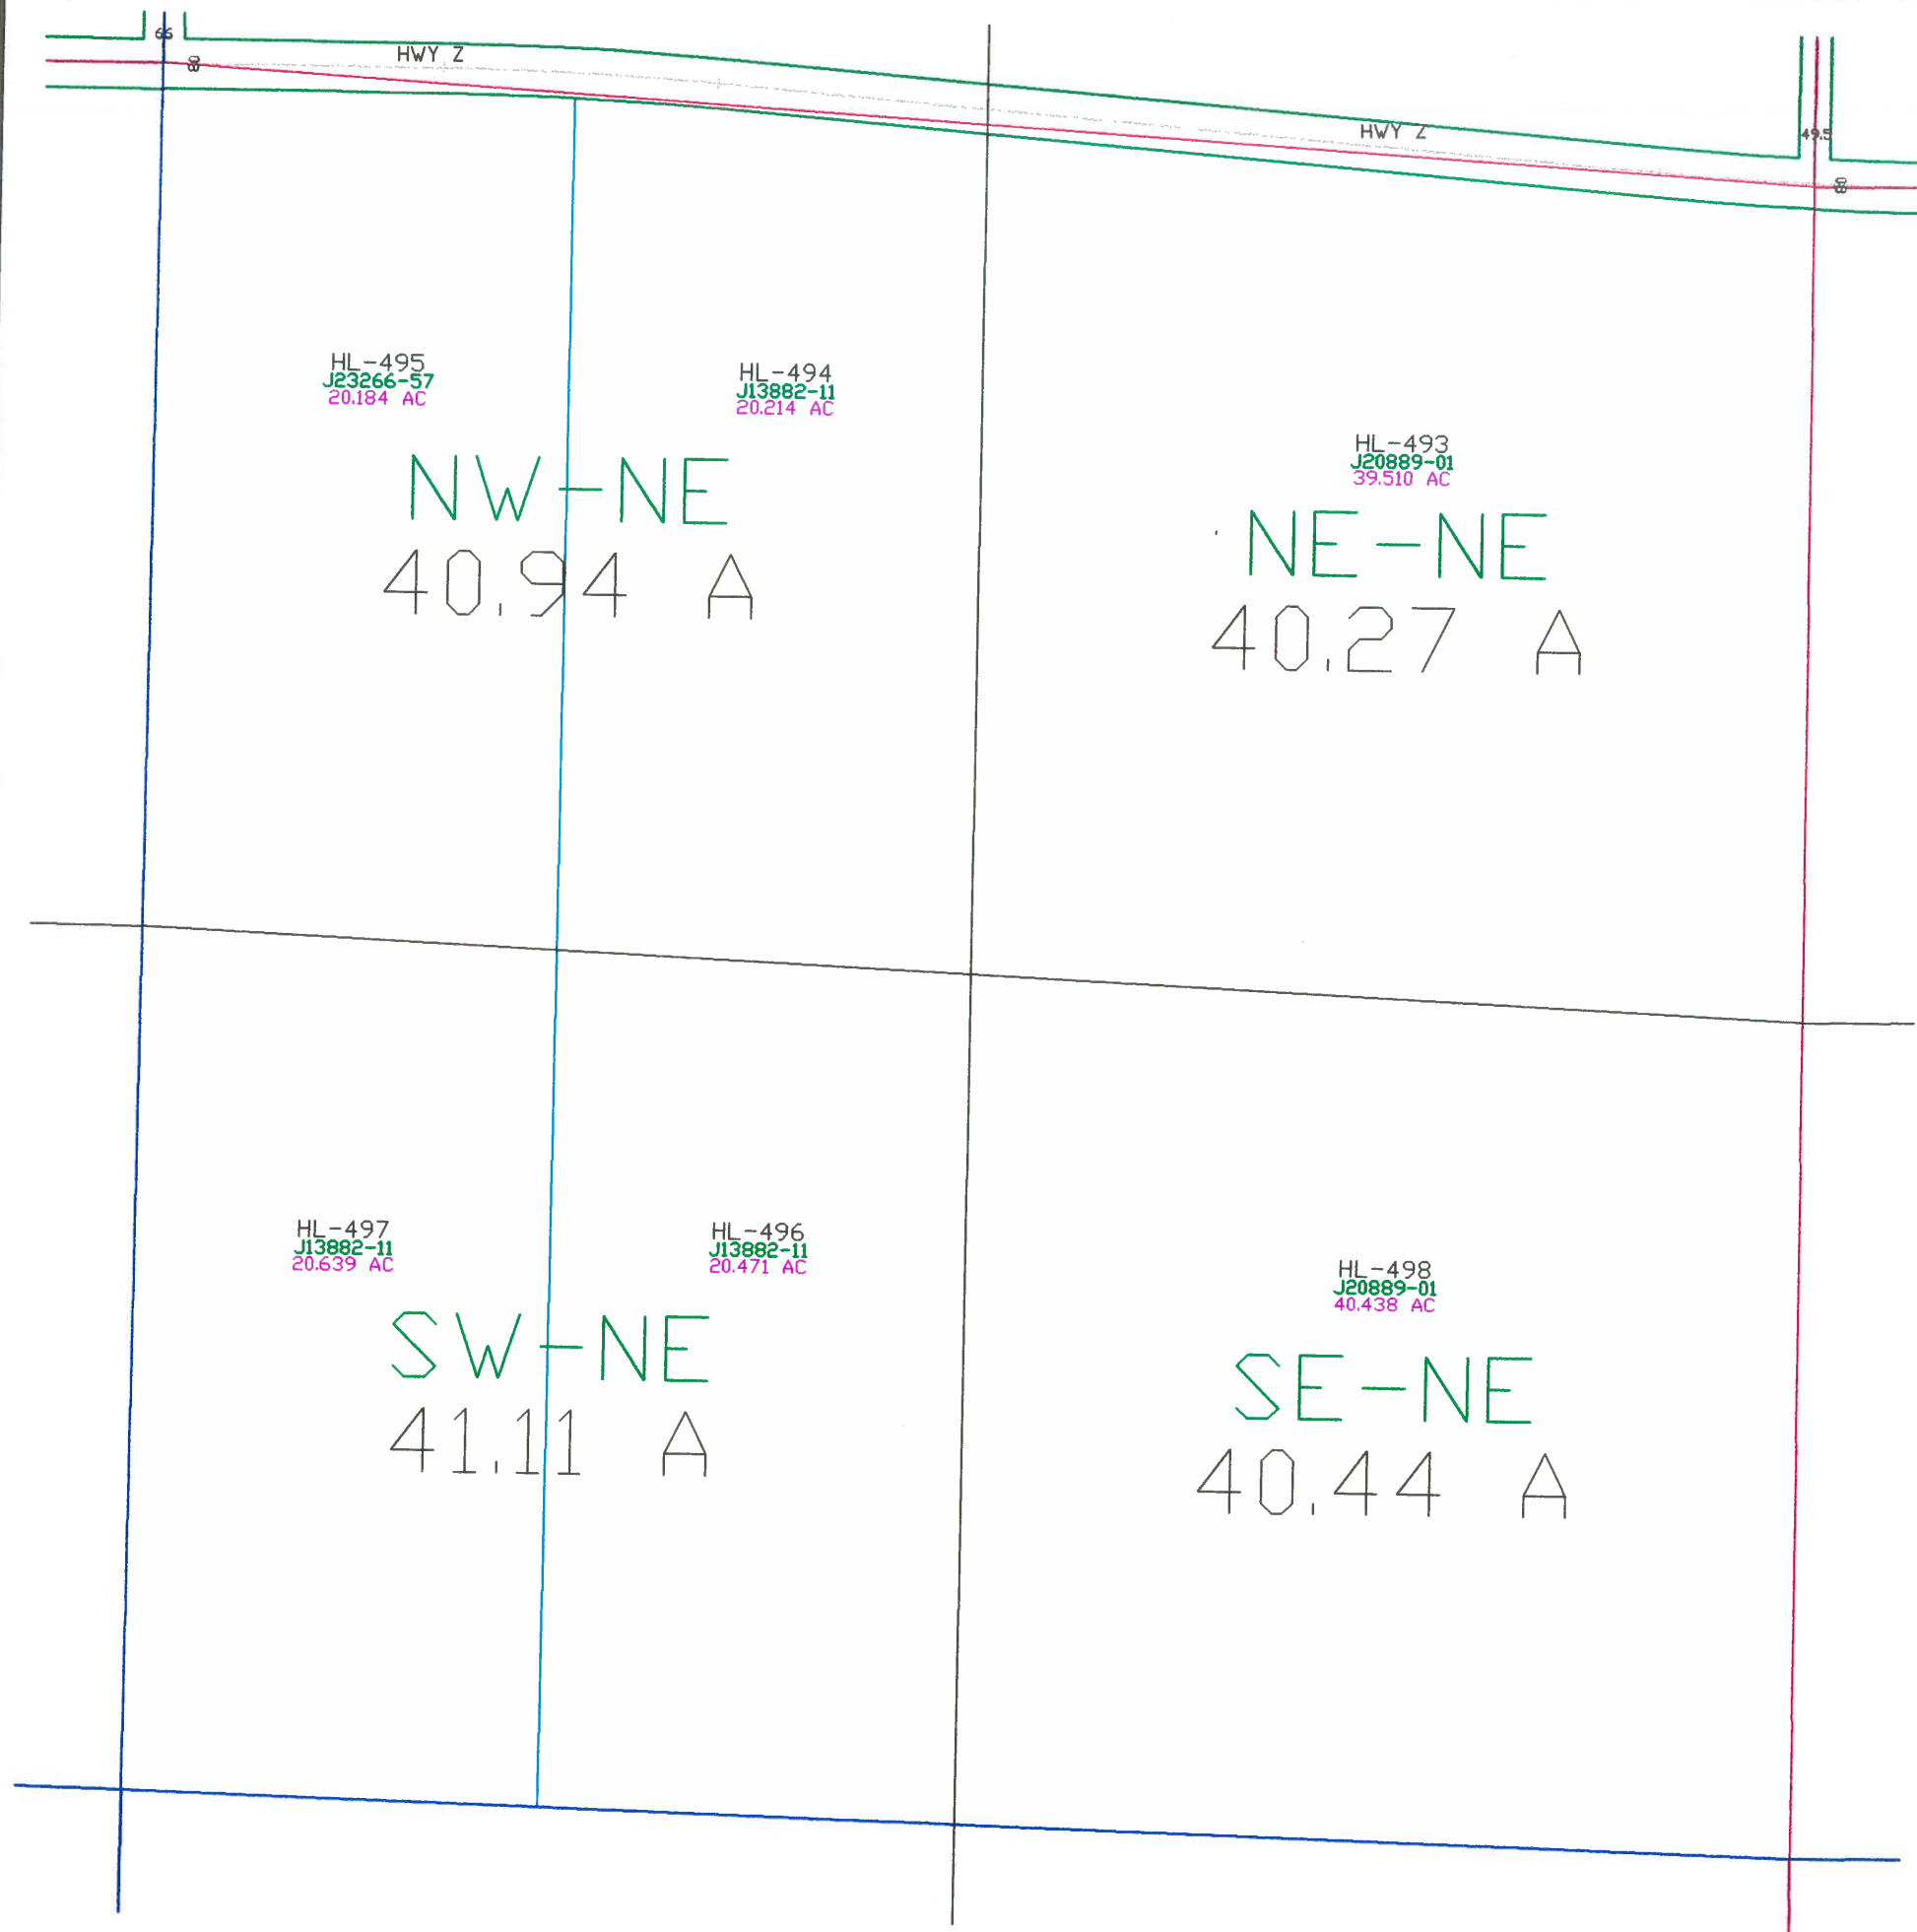 66
80
HWY Z
HWY Z
49.5
80
HL-495
J23266-57
20.184 AC
HL-494
J13882-11
20.214 AC
NW-NE
40.94 A
HL-493
J20889-01
39.510 AC
NE-NE
40.27 A
HL-497
J13882-11
20.639 AC
HL-496
J13882-11
20.471 AC
SW-NE
41.11 A
HL-498
J20889-01
40.438 AC
SE-NE
40.44 A